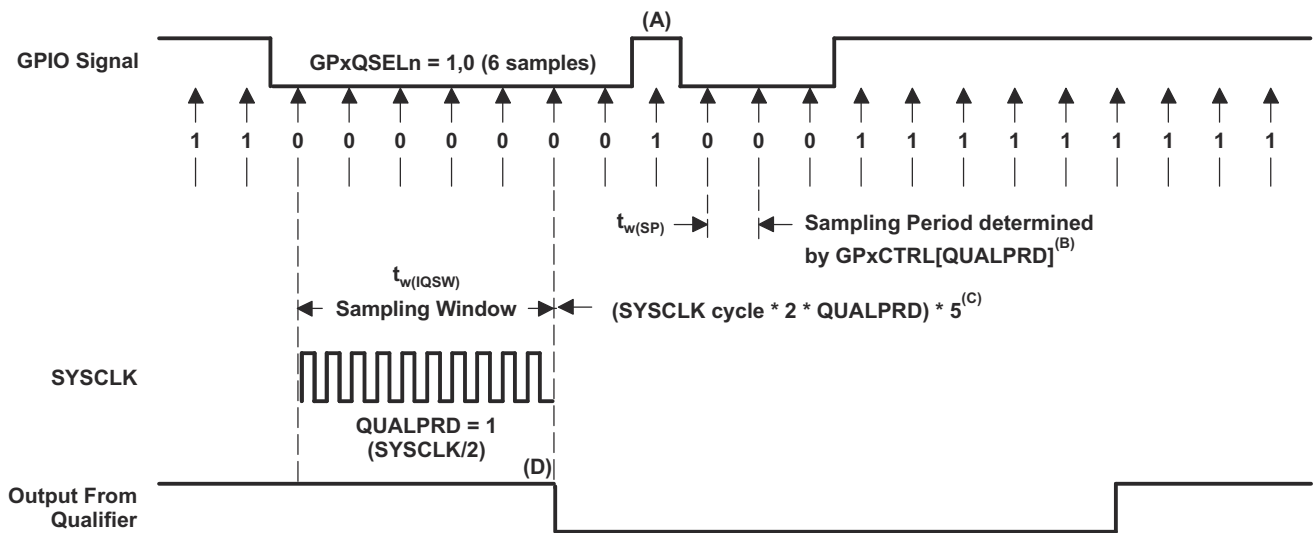 (A)
GPIO Signal
GPxQSELn = 1,0 (6 samples)
1 1 0 0 0 0 0 0 0 1 0 0 0 1 1 1 1 1 1 1 1 1
tw(SP)
Sampling Period determined
by GPxCTRL[QUALPRD](B)
tw(IQSW)
Sampling Window
(SYSCLK cycle * 2 * QUALPRD) * 5(C)
SYSCLK
QUALPRD = 1
(SYSCLK/2)
(D)
Output From
Qualifier